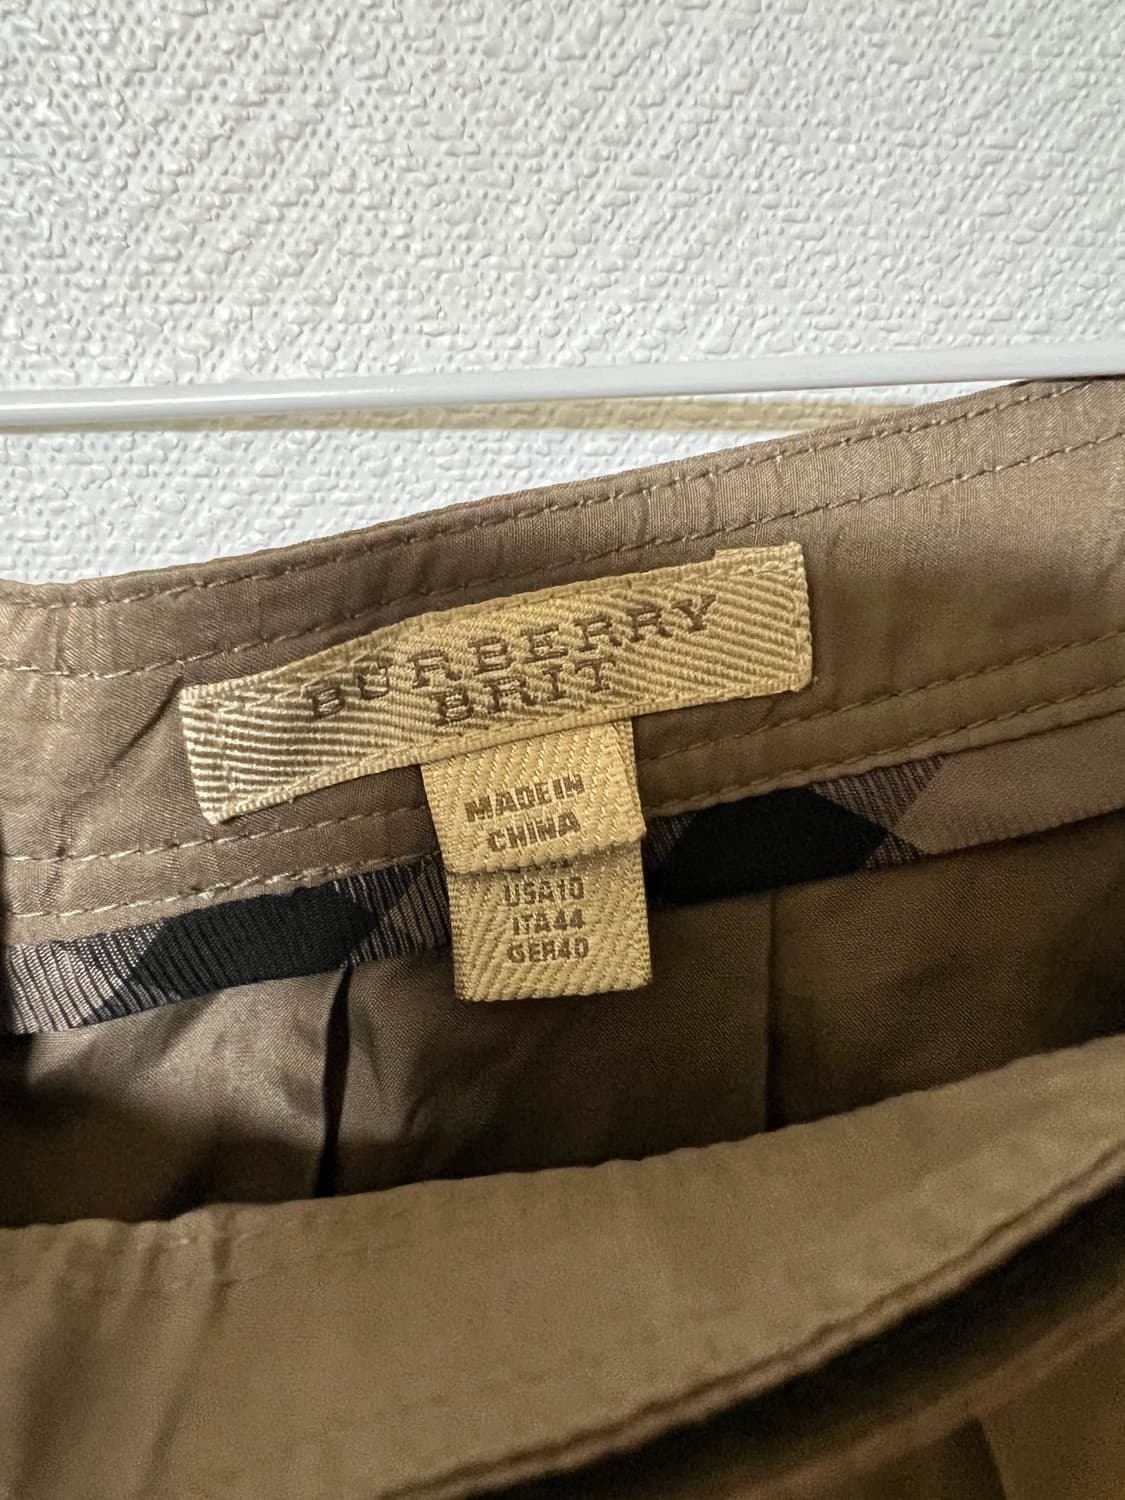 BURBERRY
BRIT
MADE IN
CHINA
USA10
ITA44
GER40